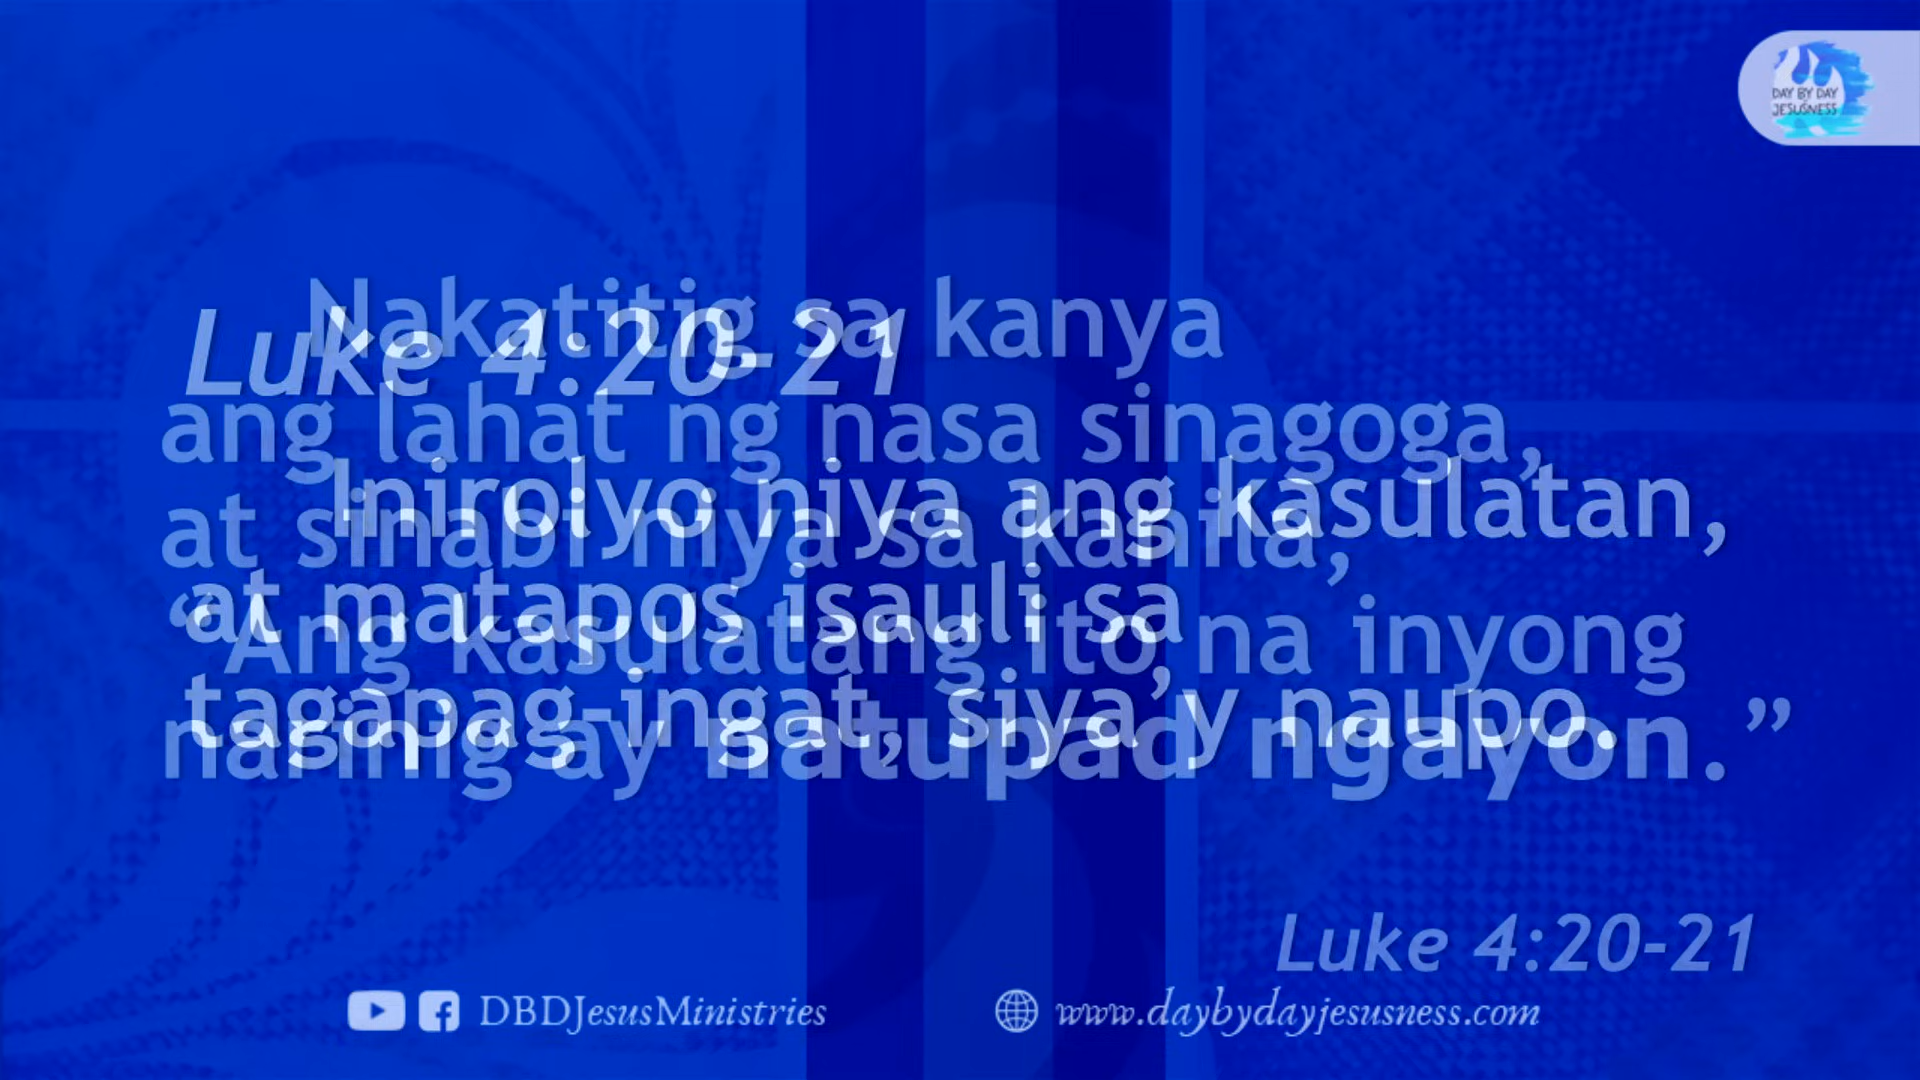 DAY BY DAY
JESUSNESS
Luke 4:20-21
Inirolyo niya ang kasulatan,
at matapos isauli sa
tagapag-ingat, siya'y naupo.
Nakatitig sa kanya
ang lahat ng nasa sinagoga,
at sinabi niya sa kanila,
“Ang kasulatang ito, na inyong
narinig ay natupad ngayon.”
Luke 4:20-21
DBDJesusMinistries
www.daybydayjesusness.com